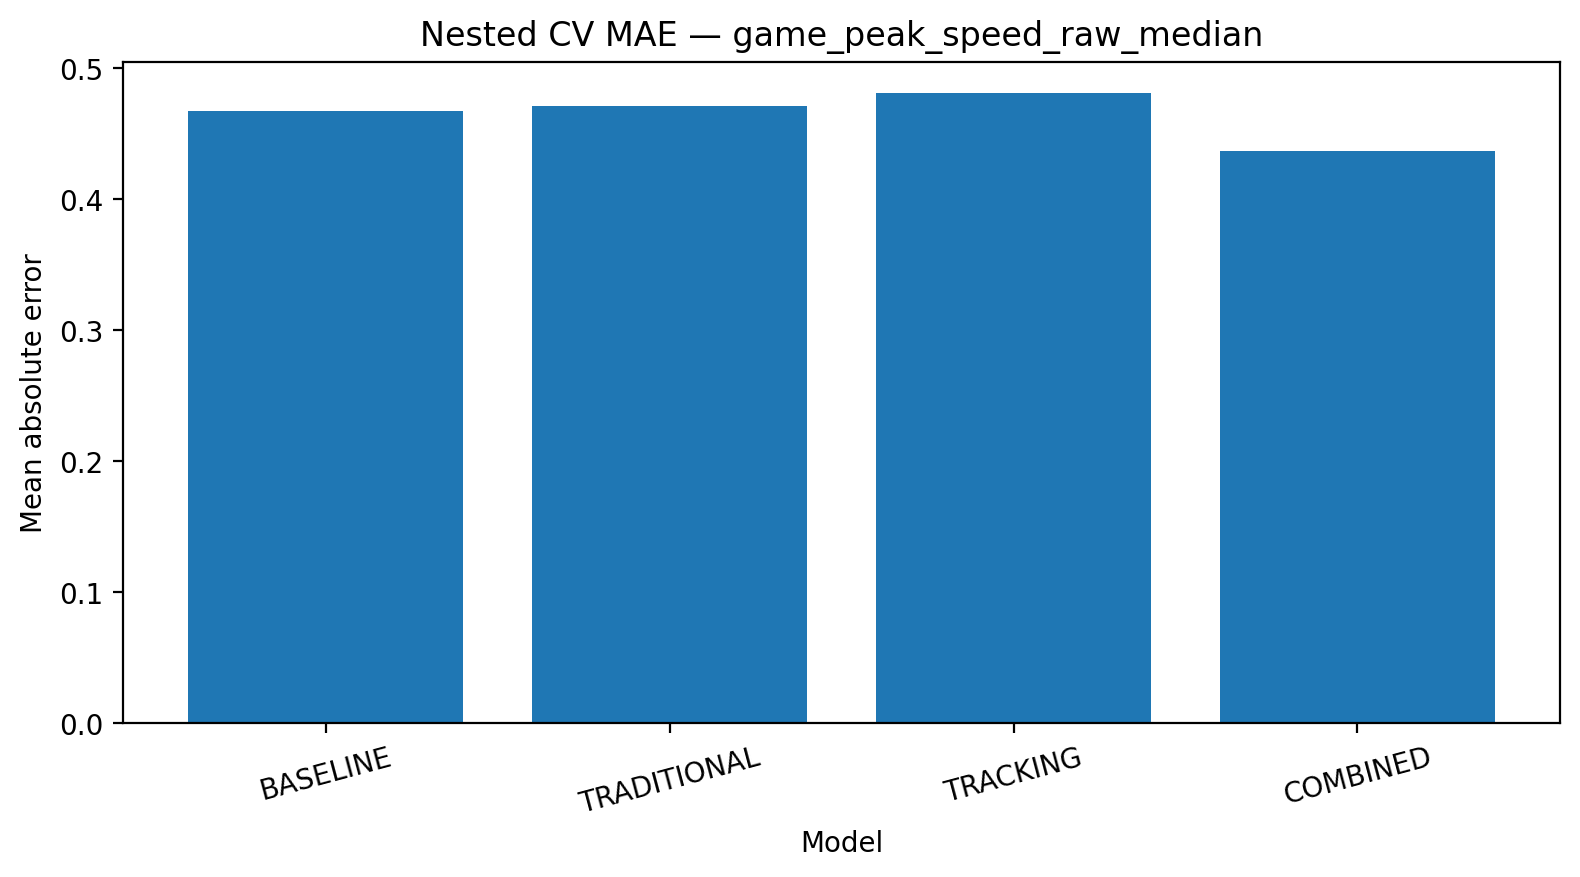 Nested CV MAE — game_peak_speed_raw_median
Mean absolute error
0.5
0.4
0.3
0.2
0.1
0.0
BASELINE
TRADITIONAL
TRACKING
COMBINED
Model